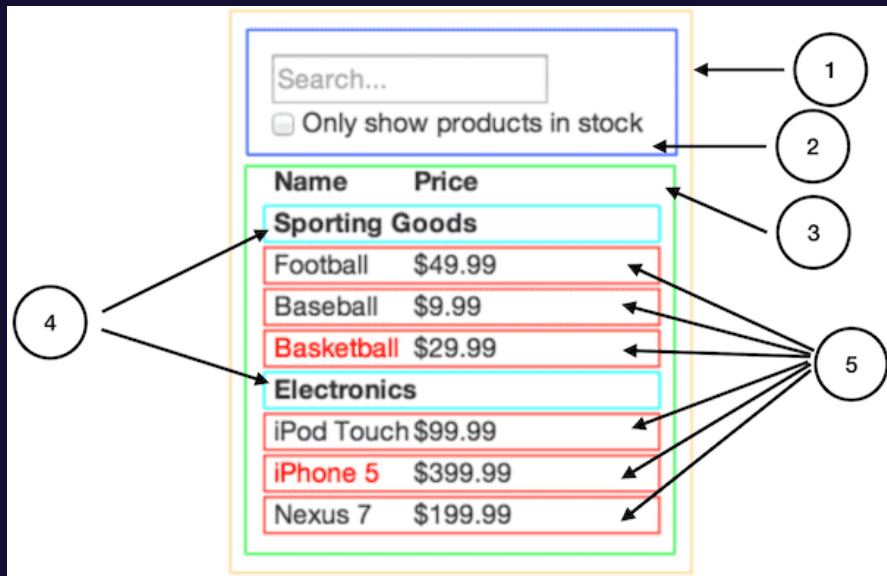 Search...
1
Only show products in stock
2
Name Price
3
Sporting Goods
Football $49.99
Baseball $9.99
4
Basketball $29.99
5
Electronics
iPod Touch $99.99
iPhone 5 $399.99
Nexus 7 $199.99